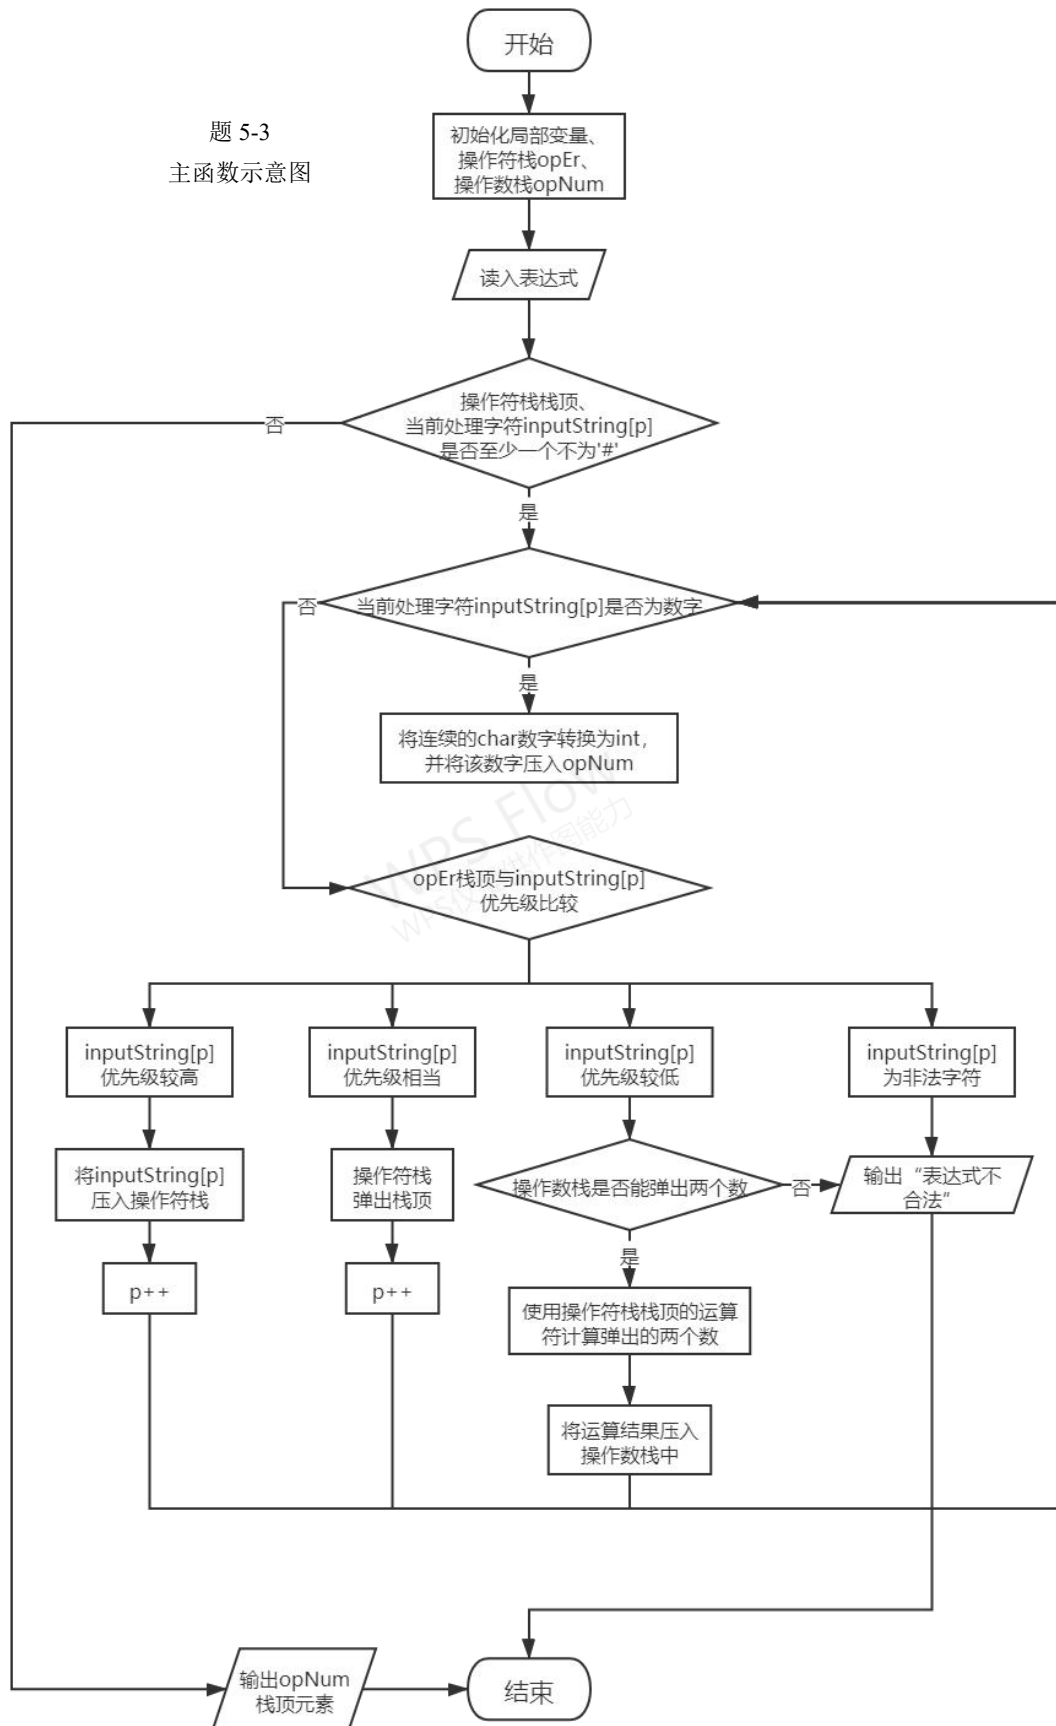 开始
题 5-3
主函数示意图
初始化局部变量、
操作符栈opEr、
操作数栈opNum
读入表达式
操作符栈栈顶、
当前处理字符inputString[p]
是否至少一个不为'#'
否
是
当前处理字符inputString[p]是否为数字
否
是
将连续的char数字转换为int，
并将该数字压入opNum
WPS Flow
opEr栈顶与inputString[p]
优先级比较
inputString[p]
优先级较高
inputString[p]
优先级相当
inputString[p]
优先级较低
inputString[p]
为非法字符
将inputString[p]
压入操作符栈
操作符栈
弹出栈顶
操作数栈是否能弹出两个数
否
输出“表达式不
合法”
是
p++
p++
使用操作符栈栈顶的运算
符计算弹出的两个数
将运算结果压入
操作数栈中
输出opNum
栈顶元素
结束